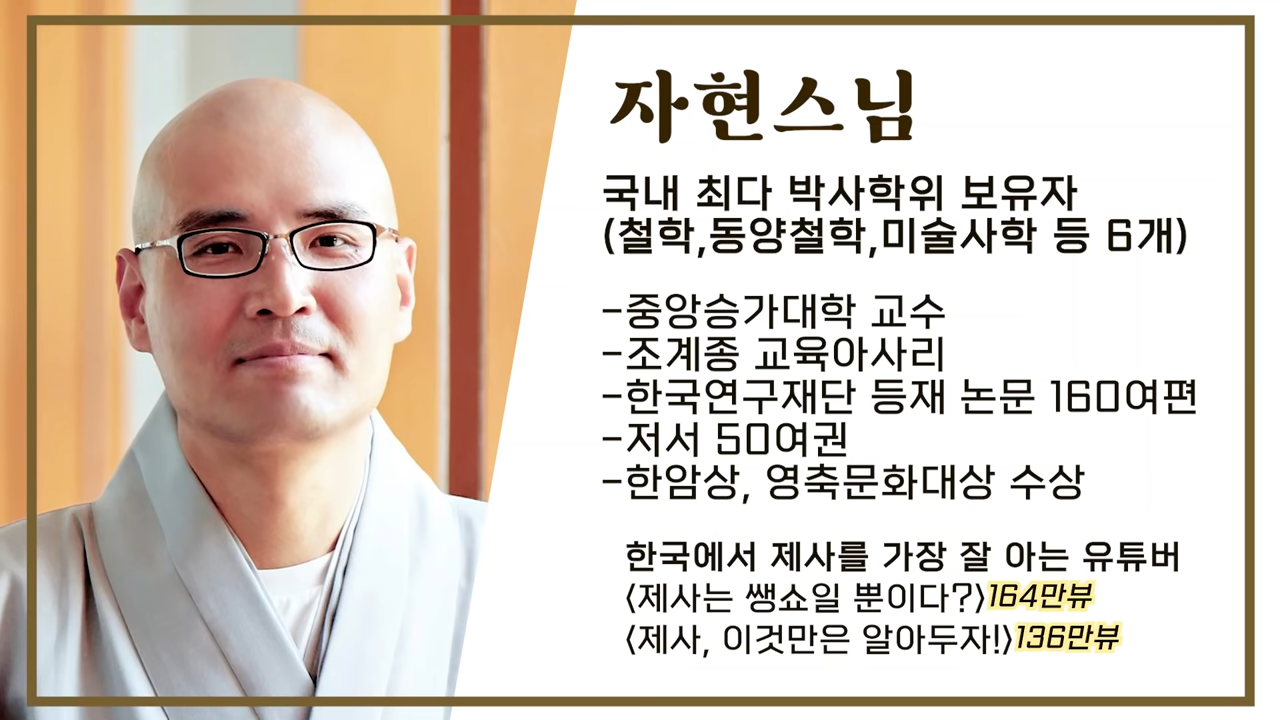 자현스님
국내 최다 박사학위 보유자
(철학,동양철학,미술사학 등 6개)
-중앙승가대학 교수
-조계종 교육아사리
-한국연구재단 등재 논문 160여편
-저서 50여권
-한암상, 영축문화대상 수상
한국에서 제사를 가장 잘 아는 유튜버
<제사는 쌩쇼일 뿐이다?>164만뷰
<제사, 이것만은 알아두자!>136만뷰